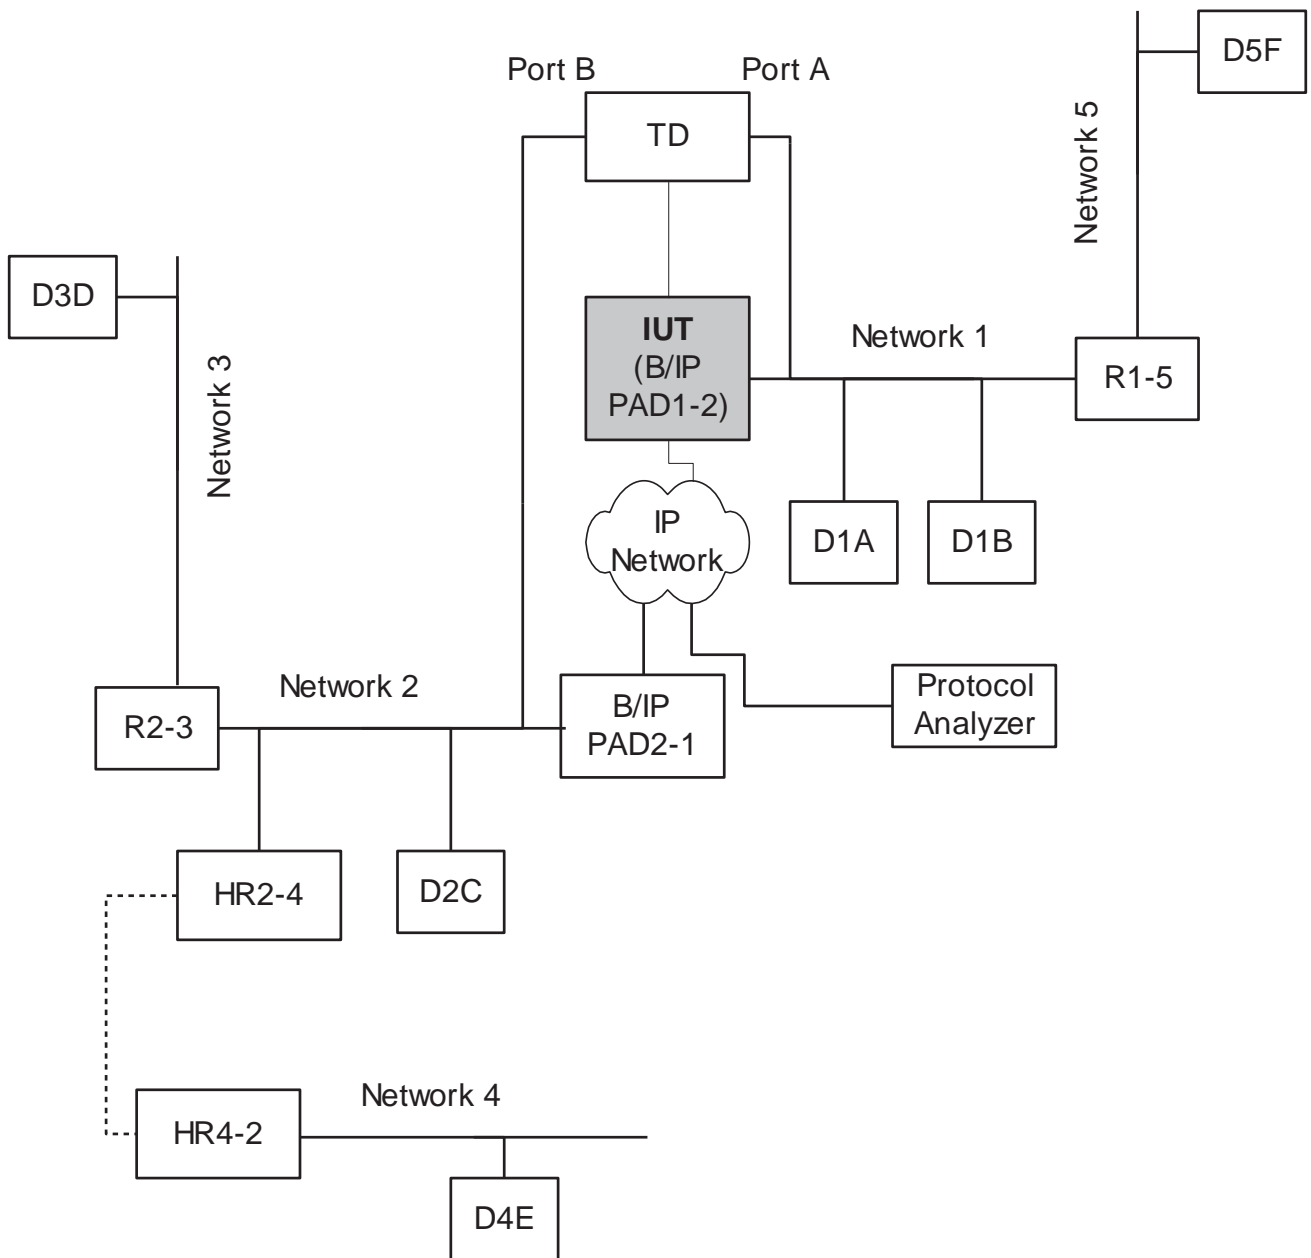 Port B
Port A
D5F
TD
Network 5
D3D
IUT
(B/IP
PAD1-2)
Network 1
R1-5
Network 3
IP
Network
D1A
D1B
Network 2
R2-3
B/IP
PAD2-1
Protocol
Analyzer
HR2-4
D2C
Network 4
HR4-2
D4E